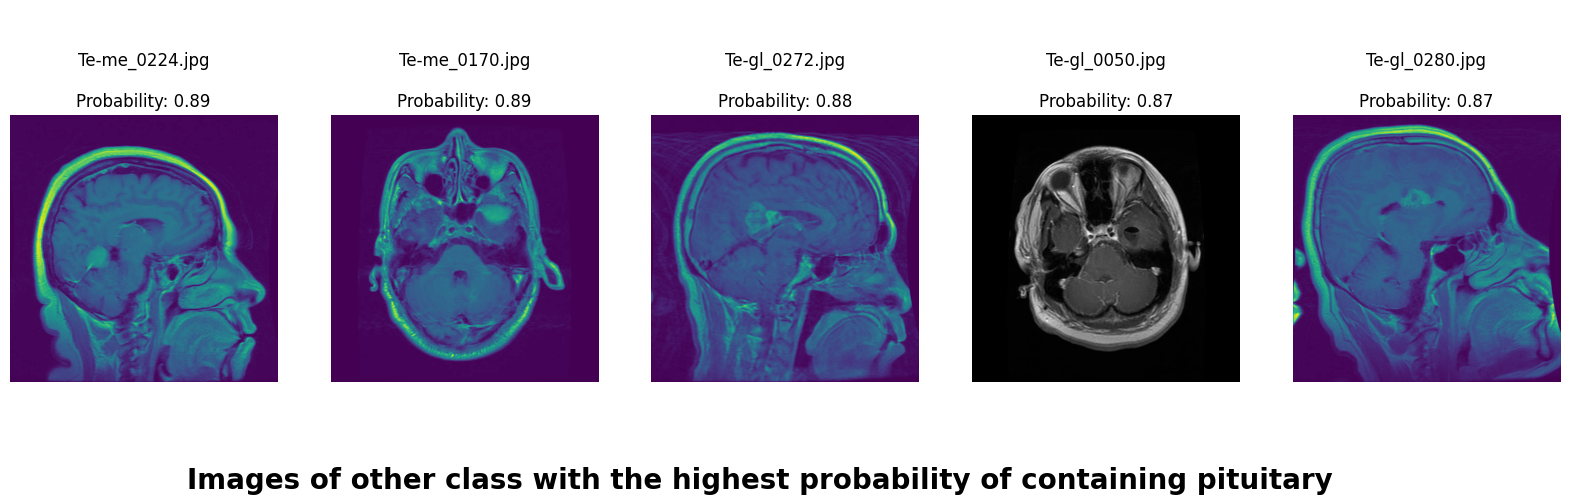 Te-me_0224.jpg
Probability: 0.89
Te-me_0170.jpg
Probability: 0.89
Te-gl_0272.jpg
Probability: 0.88
Te-gl_0050.jpg
Probability: 0.87
Te-gl_0280.jpg
Probability: 0.87
Images of other class with the highest probability of containing pituitary